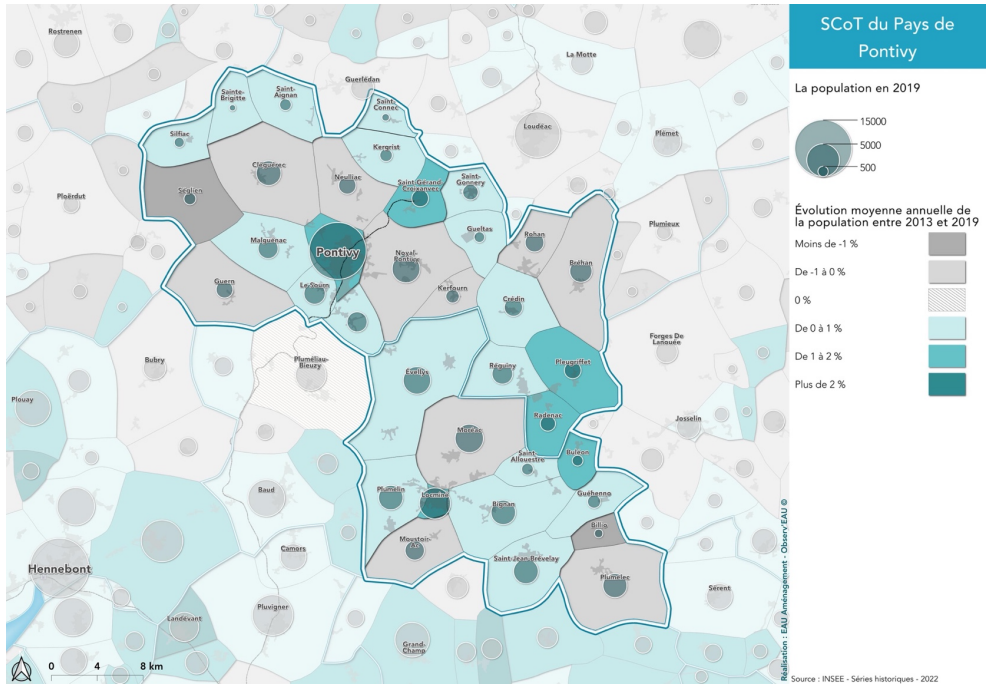 SCoT du Pays de
Pontivy
La population en 2019
15000
5000
500
Évolution moyenne annuelle de
la population entre 2013 et 2019
Moins de -1 %
De -1 à 0%
0 %
De 0 à 1%
De 1 à 2%
Plus de 2 %
Rostrenen
La Motte
Guerlédan
Sainte-
Brigitte
Saint-
Aignan
Saint-
Connec
Loudéac
Plémet
Silfiac
Kergrist
Cléguérec
Neulliac
Saint-Gérand
Croixanvec
Saint-
Gonnery
Séglien
Ploërdut
Plumieux
Malguénac
Pontivy
Gueltas
Rohan
Noyal-
Pontivy
Bréhan
Guern
Le Sourn
Kerfourn
Crédin
Forges De
Lanouée
Bubry
Pluméliau-
Bieuzy
Réguiny
Pleugriffet
Évellys
Plouay
Radenac
Josselin
Moréac
Saint-
Allouestre
Buléon
Baud
Plumelin
Locminé
Bignan
Guéhenno
Billio
Moustoir-
Ac
Camors
Saint-Jean-Brévelay
Hennebont
Plumelec
Sérent
Pluvigner
Landévant
Grand-
Champ
0 4 8 km
Réalisation : EAU Aménagement - Observ'EAU ©
Source : INSEE - Séries historiques - 2022